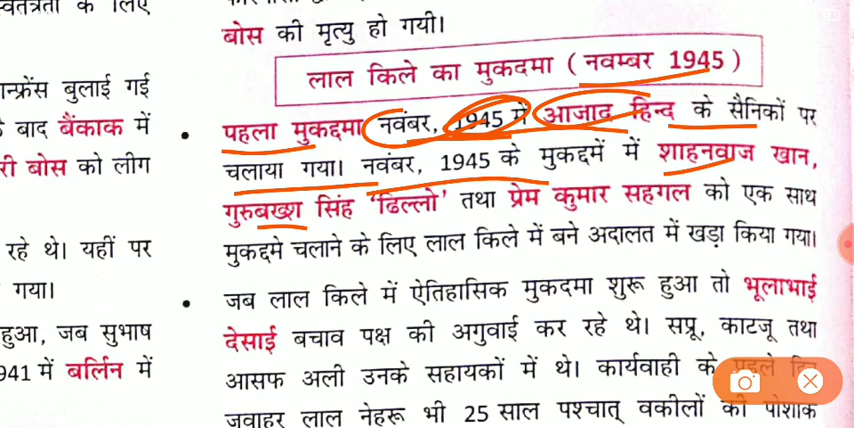 वतंत्रता के लिए
न्फ्रेंस बुलाई गई
बाद बैंकाक में
री बोस को लीग
रहे थे। यहीं पर
गया।
हुआ, जब सुभाष
941 में बर्लिन में
बोस की मृत्यु हो गयी।
लाल किले का मुकदमा ( नवम्बर 1945 )
• पहला मुकद्दमा नवंबर, 1945 में आजाद हिन्द के सैनिकों पर
चलाया गया। नवंबर, 1945 के मुकद्दमें में शाहनवाज खान,
गुरुबख्श सिंह ‘ढिल्लो’ तथा प्रेम कुमार सहगल को एक साथ
मुकद्दमे चलाने के लिए लाल किले में बने अदालत में खड़ा किया गया।
• जब लाल किले में ऐतिहासिक मुकदमा शुरू हुआ तो भूलाभाई
देसाई बचाव पक्ष की अगुवाई कर रहे थे। सप्रू, काटजू तथा
आसफ अली उनके सहायकों में थे। कार्यवाही के पहले
जवाहर लाल नेहरू भी 25 साल पश्चात् वकीलों की पोशाक